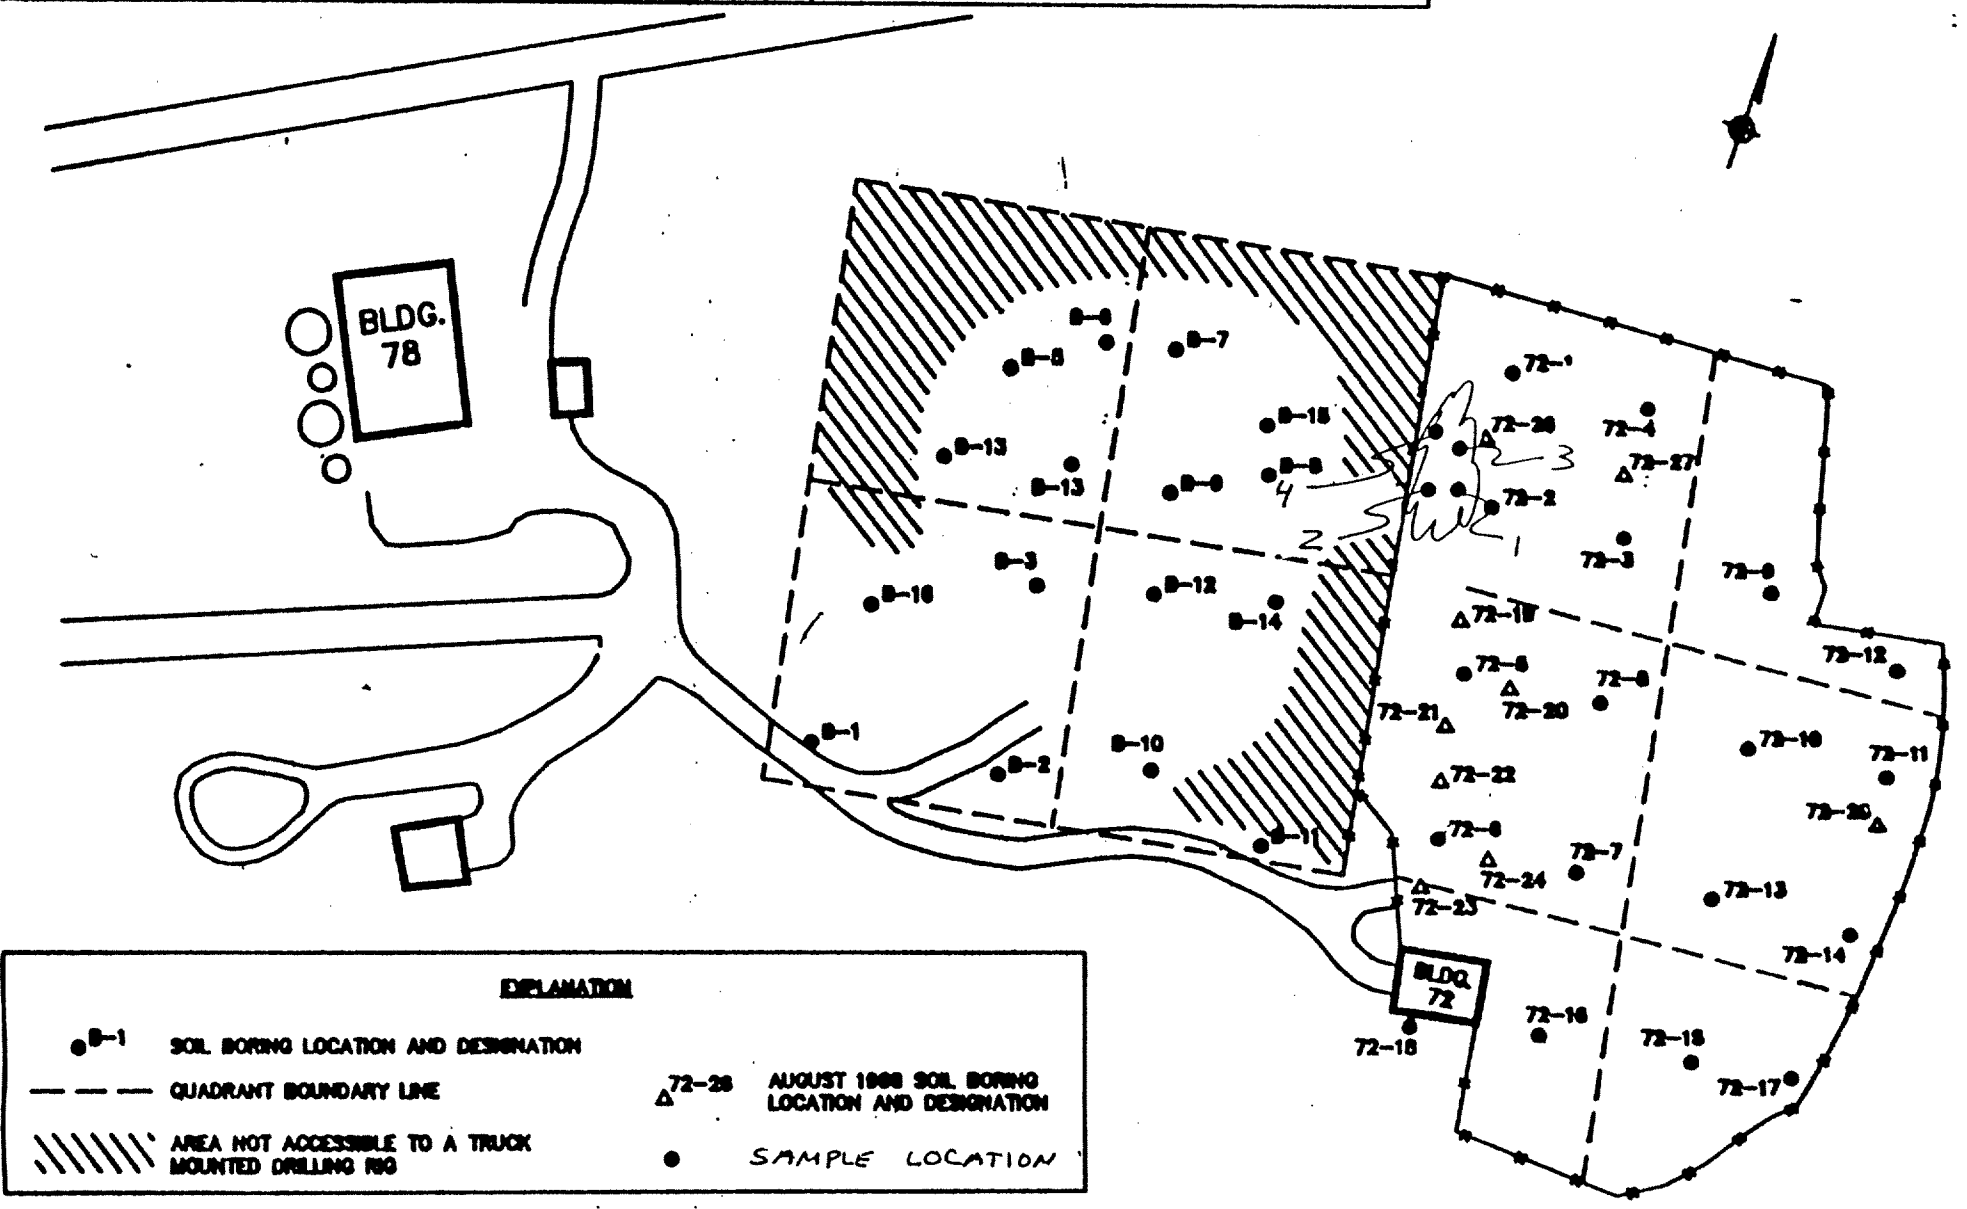 BLDG.
78
B-6
B-7
B-5
72-1
B-15
72-26
72-4
B-13
3
B-8
72-27
B-13
B-9
4
72-2
2
1
B-3
72-3
72-9
B-12
B-16
B-14
72-19
72-12
72-5
72-8
72-20
72-21
B-1
B-10
72-10
72-11
B-2
72-22
72-6
B-11
72-7
72-24
72-23
72-13
72-14
BLDG.
72
72-16
72-18
72-15
72-17
EXPLANATION
B-1 SOIL BORING LOCATION AND DESIGNATION
QUADRANT BOUNDARY LINE
AREA NOT ACCESSIBLE TO A TRUCK
MOUNTED DRILLING RIG
AUGUST SOIL BORING
LOCATION AND DESIGNATION
SAMPLE LOCATION